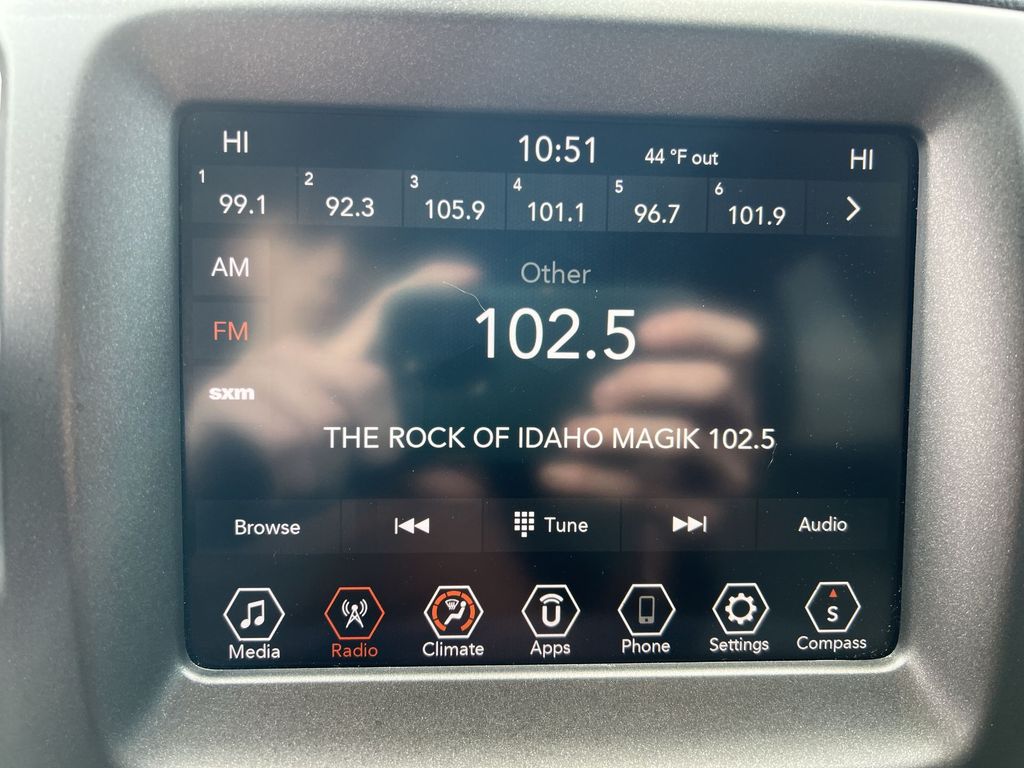 HI 10:51 44 °F out HI
1 2 3 4 5 6
99.1 92.3 105.9 101.1 96.7 101.9
AM
Other
FM
102.5
sxm
THE ROCK OF IDAHO MAGIK 102.5
Browse Tune Audio
S
Media Radio Climate Apps Phone Settings Compass